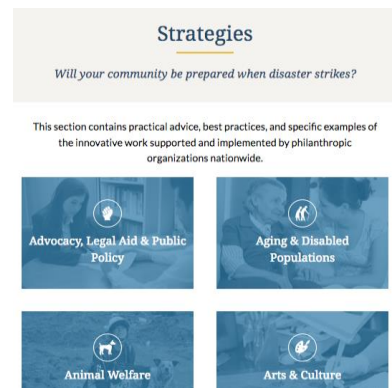 Strategies
Will your community be prepared when disaster strikes?
This section contains practical advice, best practices, and specific examples of
the innovative work supported and implemented by philanthropic
organizations nationwide.
Advocacy, Legal Aid & Public
Policy
Aging & Disabled
Populations
Animal Welfare
Arts & Culture